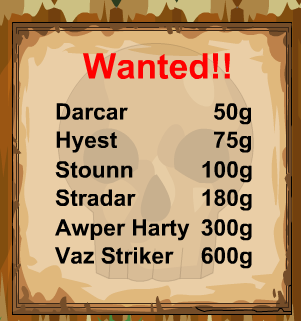 Wanted!!
Darcar 50g
Hyest 75g
Stounn 100g
Stradar 180g
Awper Harty 300g
Vaz Striker 600g